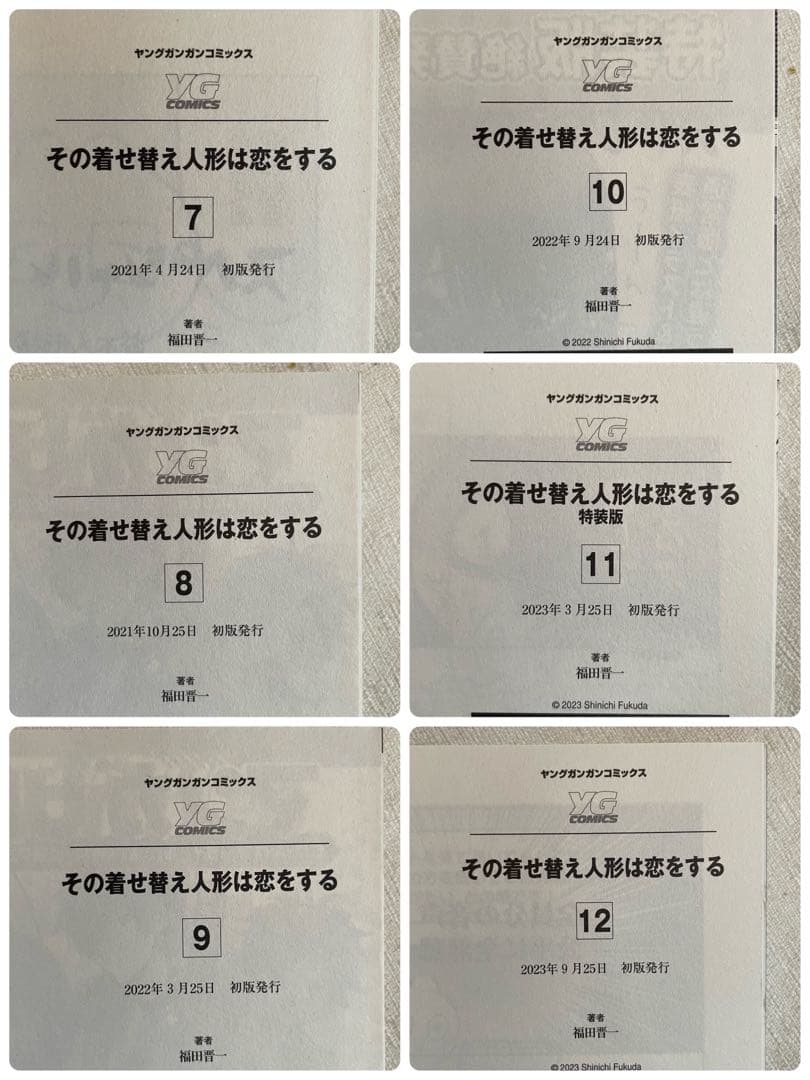 ヤングガンガンコミックス
YG
COMICS
その着せ替え人形は恋をする
7
2021年4月24日 初版発行
著者
福田晋一
ヤングガンガンコミックス
YG
COMICS
その着せ替え人形は恋をする
10
2022年9月24日 初版発行
著者
福田晋一
© 2022 Shinichi Fukuda
ヤングガンガンコミックス
YG
COMICS
その着せ替え人形は恋をする
8
2021年10月25日 初版発行
著者
福田晋一
ヤングガンガンコミックス
YG
COMICS
その着せ替え人形は恋をする
特装版
11
2023年3月25日 初版発行
著者
福田晋一
© 2023 Shinichi Fukuda
ヤングガンガンコミックス
YG
COMICS
その着せ替え人形は恋をする
9
2022年3月25日 初版発行
著者
福田晋一
ヤングガンガンコミックス
YG
COMICS
その着せ替え人形は恋をする
12
2023年9月25日 初版発行
著者
福田晋一
© 2023 Shinichi Fukuda